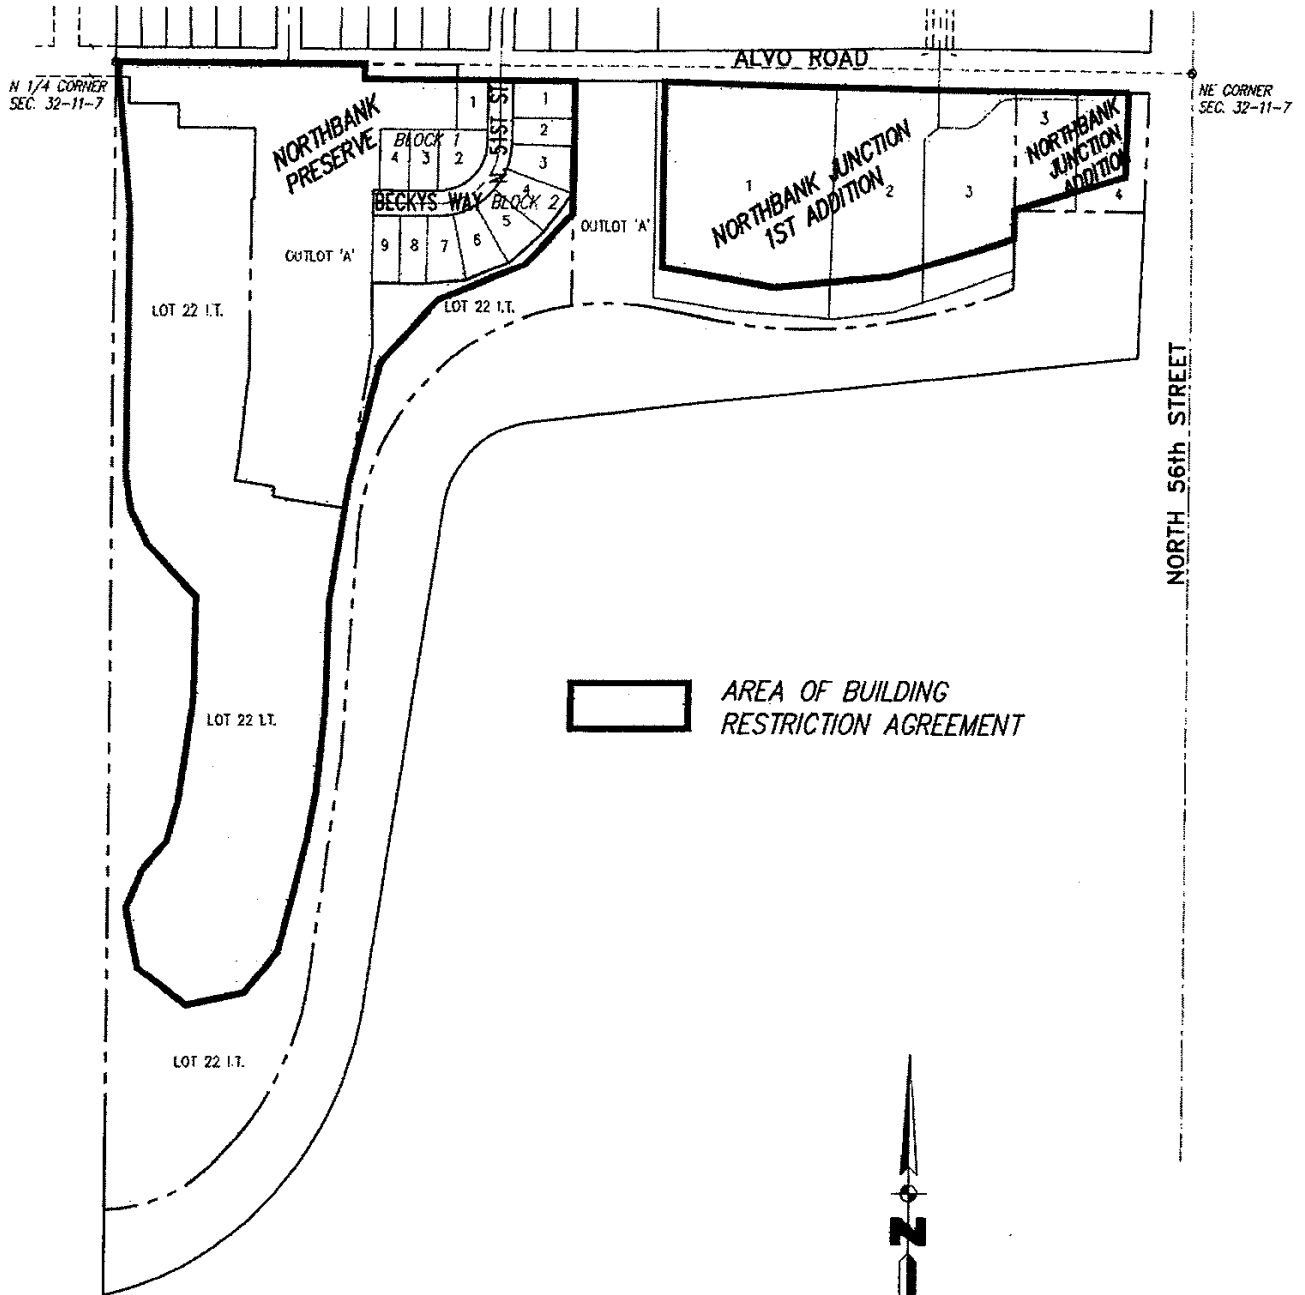 ALVO ROAD
N 1/4 CORNER
SEC. 32-11-7
NE CORNER
SEC. 32-11-7
NORTHBANK
PRESERVE
BLOCK 1
1
4
3
2
N. 51ST ST.
1
2
3
4
BLOCK 2
BECKYS WAY
5
6
7
8
9
OUTLOT 'A'
OUTLOT 'A'
LOT 22 I.T.
LOT 22 I.T.
1
NORTHBANK JUNCTION
1ST ADDITION
2
3
3
NORTHBANK
JUNCTION
ADDITION
4
NORTH 56th STREET
AREA OF BUILDING
RESTRICTION AGREEMENT
LOT 22 I.T.
LOT 22 I.T.
N